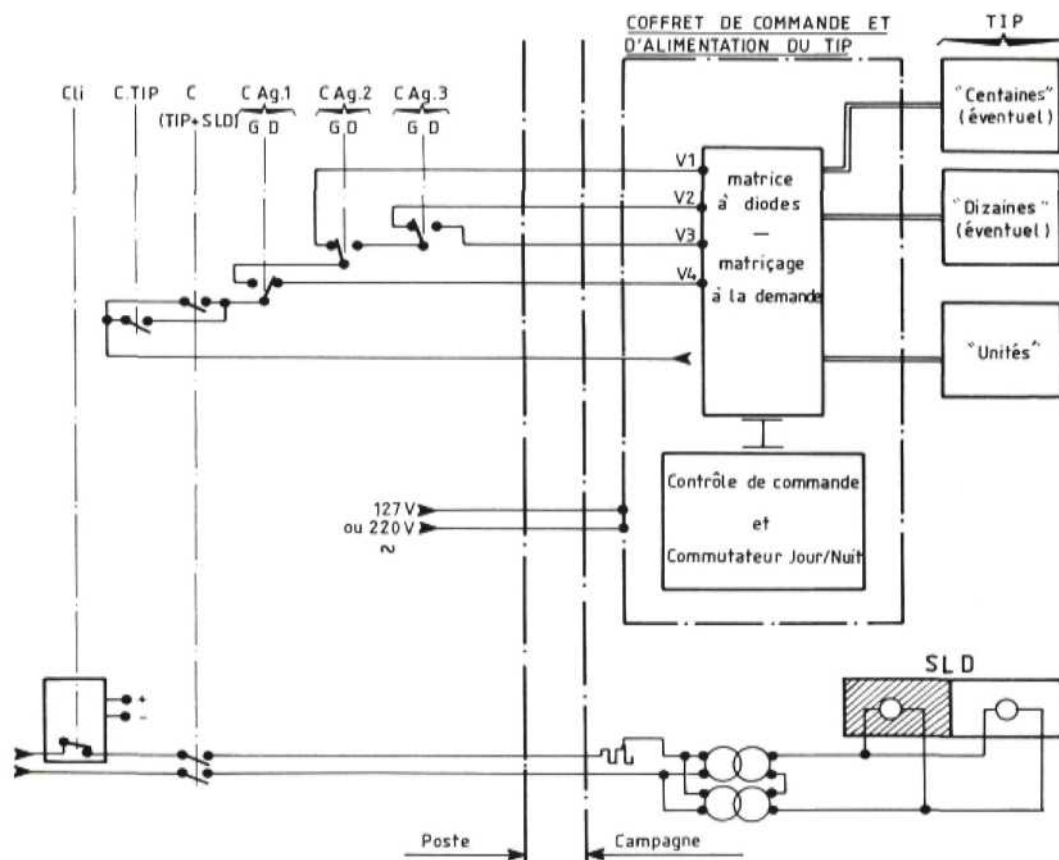 COFFRET DE COMMANDE ET
D'ALIMENTATION DU TIP
TIP
Cli
C.TIP
C
(TIP+SLD)
C Ag.1
G D
C Ag.2
G D
C Ag.3
G D
"Centaines"
(éventuel)
V1
V2
V3
V4
matrice
à diodes
—
matriçage
à la demande
"Dizaines"
(éventuel)
"Unités"
Contrôle de commande
et
Commutateur Jour/Nuit
127 V
ou 220 V
~
SLD
+
-
Poste
Campagne